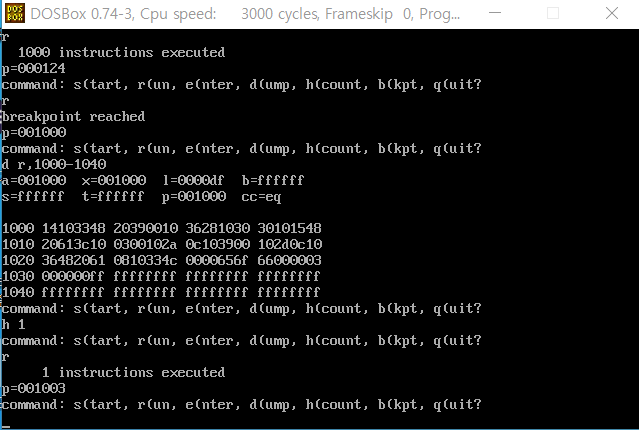 DOSBox 0.74-3, Cpu speed: 3000 cycles, Frameskip 0, Prog...
r
1000 instructions executed
p=000124
command: s(tart, r(un, e(nter, d(ump, h(count, b(kpt, q(uit?
r
breakpoint reached
p=001000
command: s(tart, r(un, e(nter, d(ump, h(count, b(kpt, q(uit?
d r,1000-1040
a=001000 x=001000 l=0000df b=ffffff
s=ffffff t=ffffff p=001000 cc=eq
1000 14103348 20390010 36281030 30101548
1010 20613c10 0300102a 0c103900 102d0c10
1020 36482061 0810334c 0000656f 66000003
1030 000000ff ffffffff ffffffff ffffffff
1040 ffffffff ffffffff ffffffff ffffffff
command: s(tart, r(un, e(nter, d(ump, h(count, b(kpt, q(uit?
h 1
command: s(tart, r(un, e(nter, d(ump, h(count, b(kpt, q(uit?
r
1 instructions executed
p=001003
command: s(tart, r(un, e(nter, d(ump, h(count, b(kpt, q(uit?
_